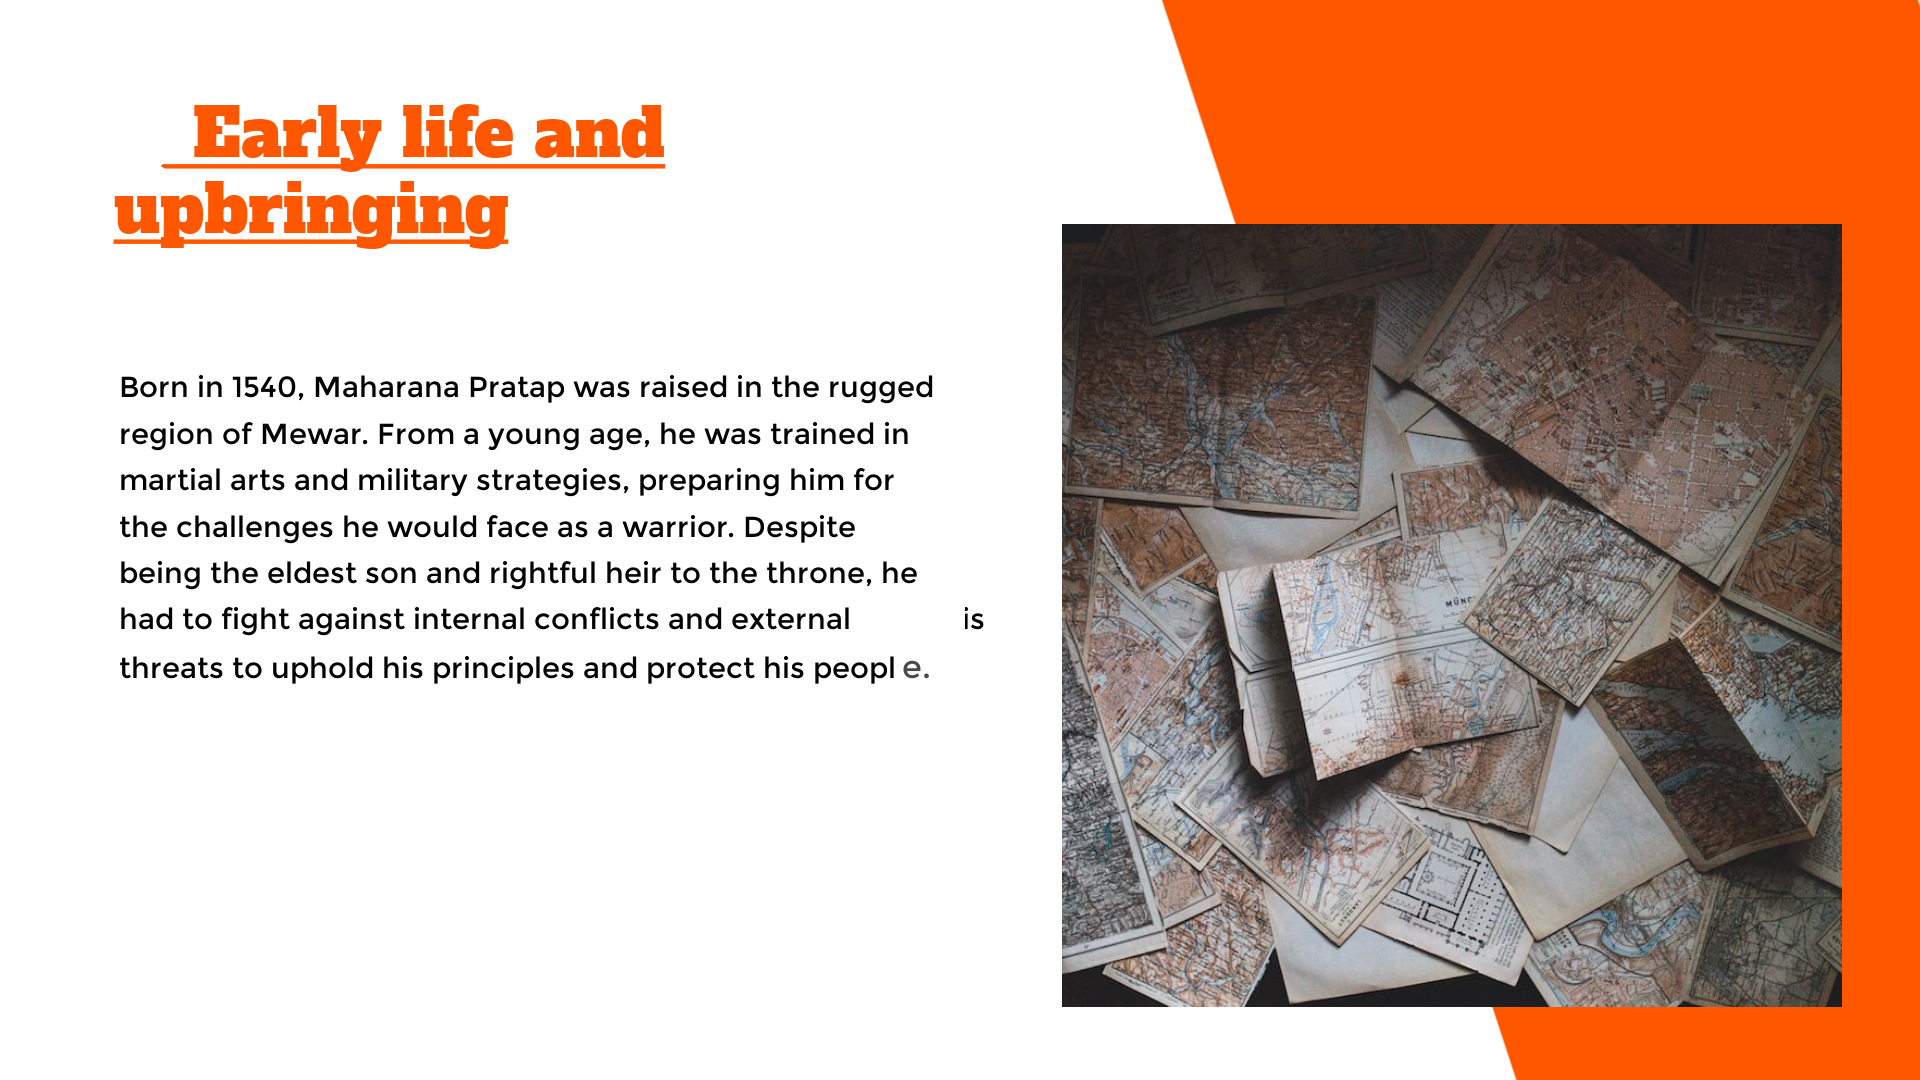 Early life and
upbringing
Born in 1540, Maharana Pratap was raised in the rugged
region of Mewar. From a young age, he was trained in
martial arts and military strategies, preparing him for
the challenges he would face as a warrior. Despite
being the eldest son and rightful heir to the throne, he
had to fight against internal conflicts and external is
threats to uphold his principles and protect his people.